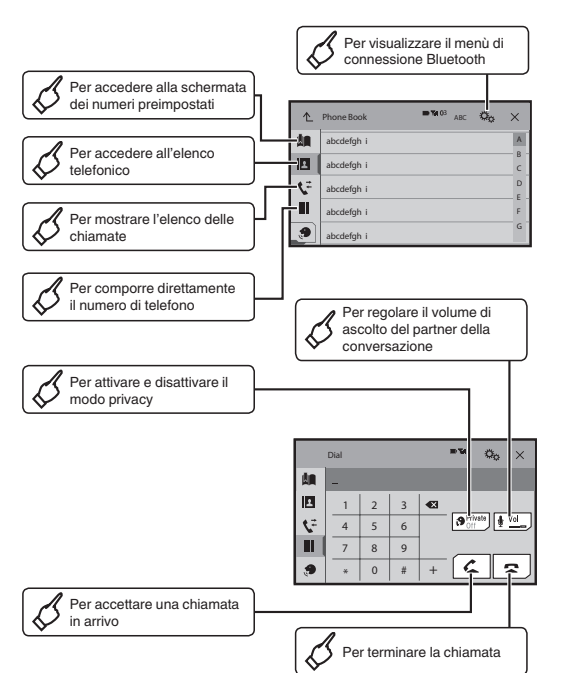 Per visualizzare il menù di
connessione Bluetooth
Per accedere alla schermata
dei numeri preimpostati
Per accedere all'elenco
telefonico
Per mostrare l'elenco delle
chiamate
Per comporre direttamente
il numero di telefono
Phone Book
03
ABC
abcdefgh i
abcdefgh i
abcdefgh i
abcdefgh i
abcdefgh i
A
B
C
D
E
F
G
Per regolare il volume di
ascolto del partner della
conversazione
Per attivare e disattivare il
modo privacy
Dial
_
1 2 3
4 5 6
7 8 9
* 0 # +
Private
Off
Vol
Per accettare una chiamata
in arrivo
Per terminare la chiamata